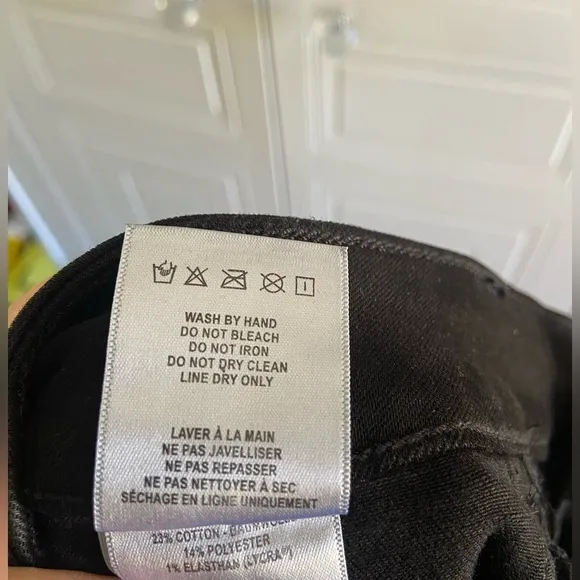 WASH BY HAND
DO NOT BLEACH
DO NOT IRON
DO NOT DRY CLEAN
LINE DRY ONLY
LAVER À LA MAIN
NE PAS JAVELLISER
NE PAS REPASSER
NE PAS NETTOYER À SEC
SÉCHAGE EN LIGNE UNIQUEMENT
23% COTTON -
14% POLYESTER
1% ELASTHAN (LYCRA®)